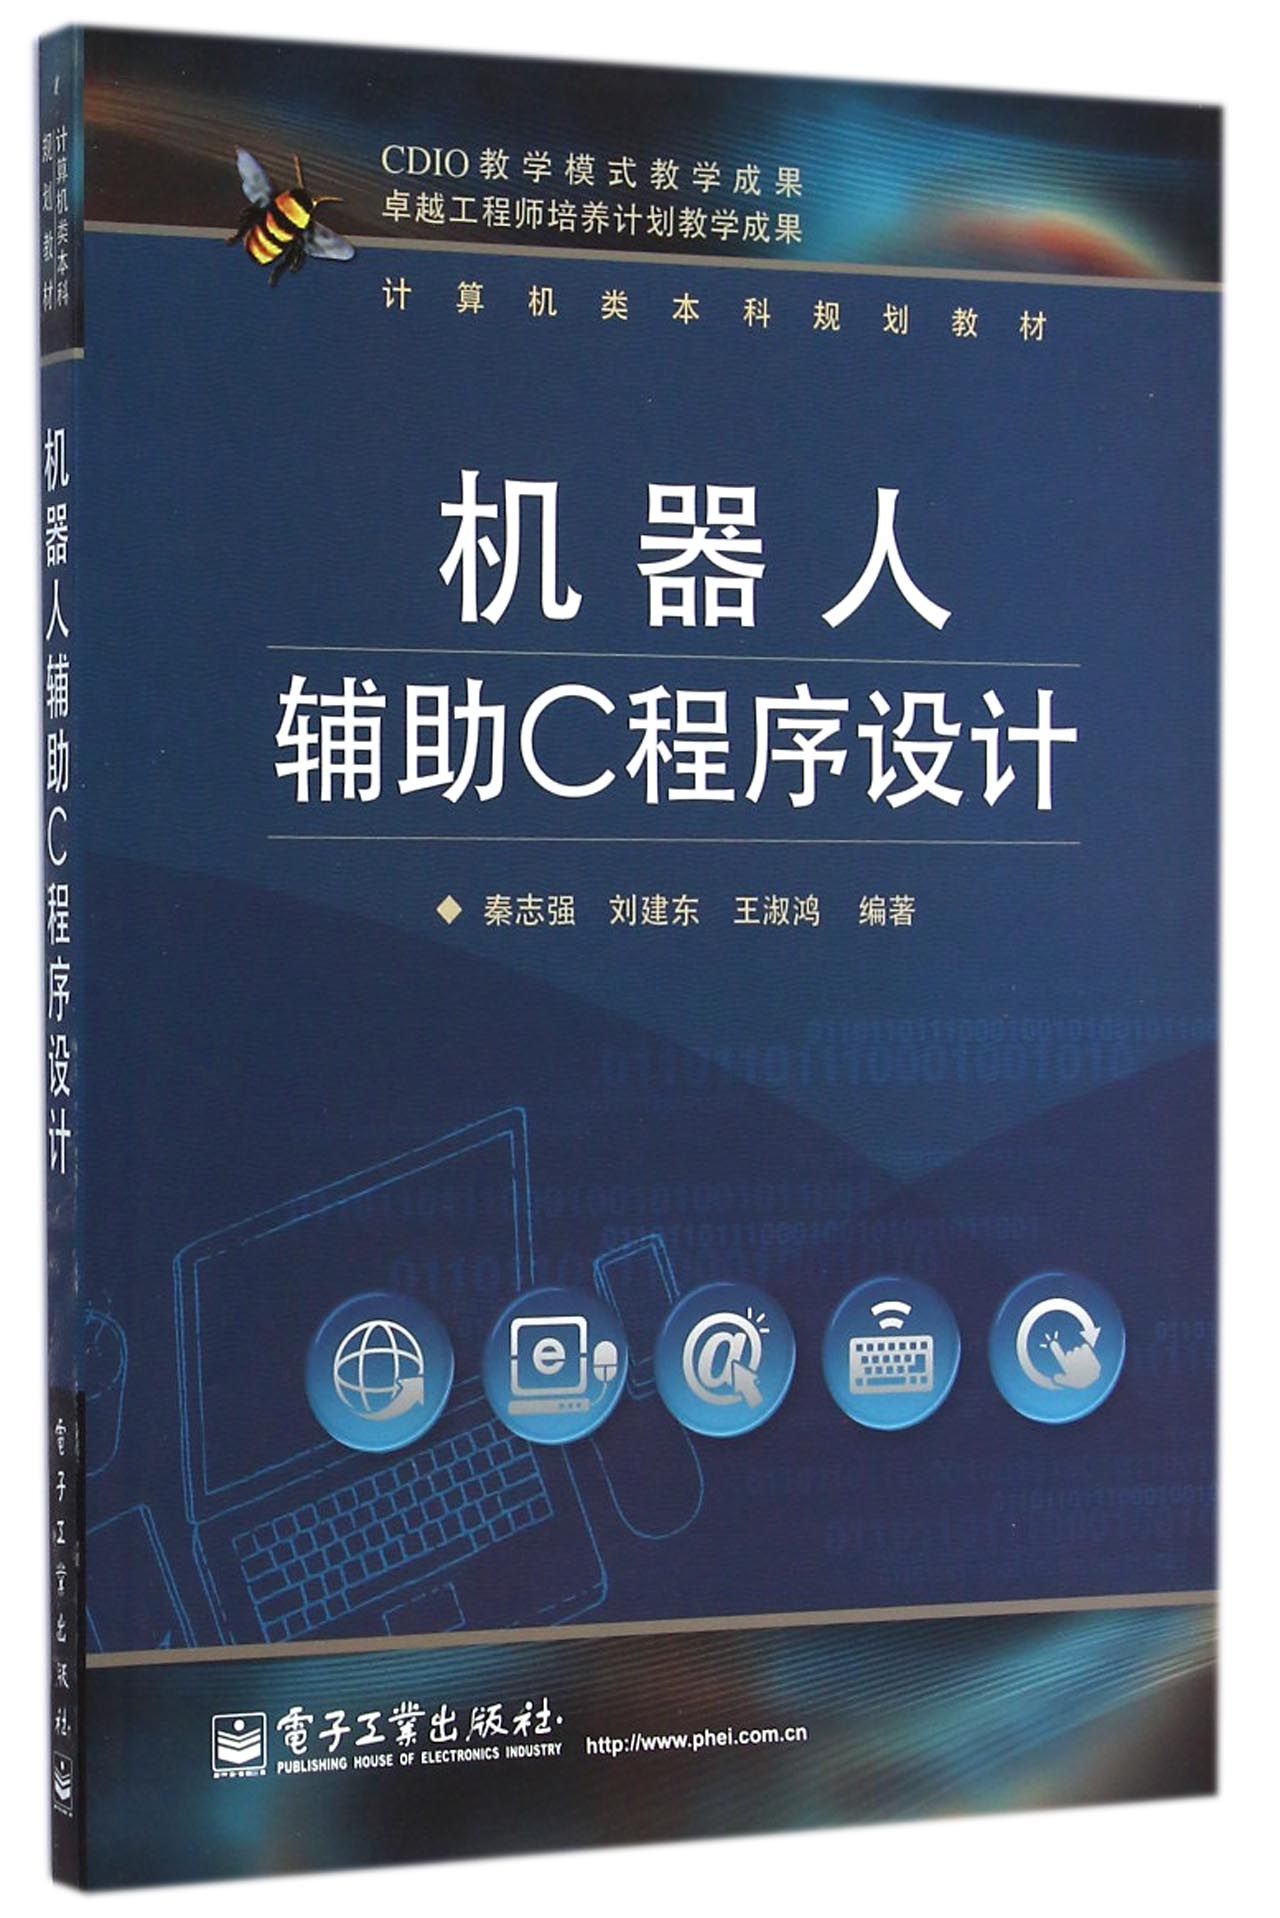 CDIO教学模式教学成果
卓越工程师培养计划教学成果
计算机类本科规划教材
机器人
辅助C程序设计
秦志强 刘建东 王淑鸿 编著
電子工業出版社
PUBLISHING HOUSE OF ELECTRONICS INDUSTRY
http://www.phei.com.cn
计算机类本科
规划教材
机器人辅助C程序设计
電子工業出版社